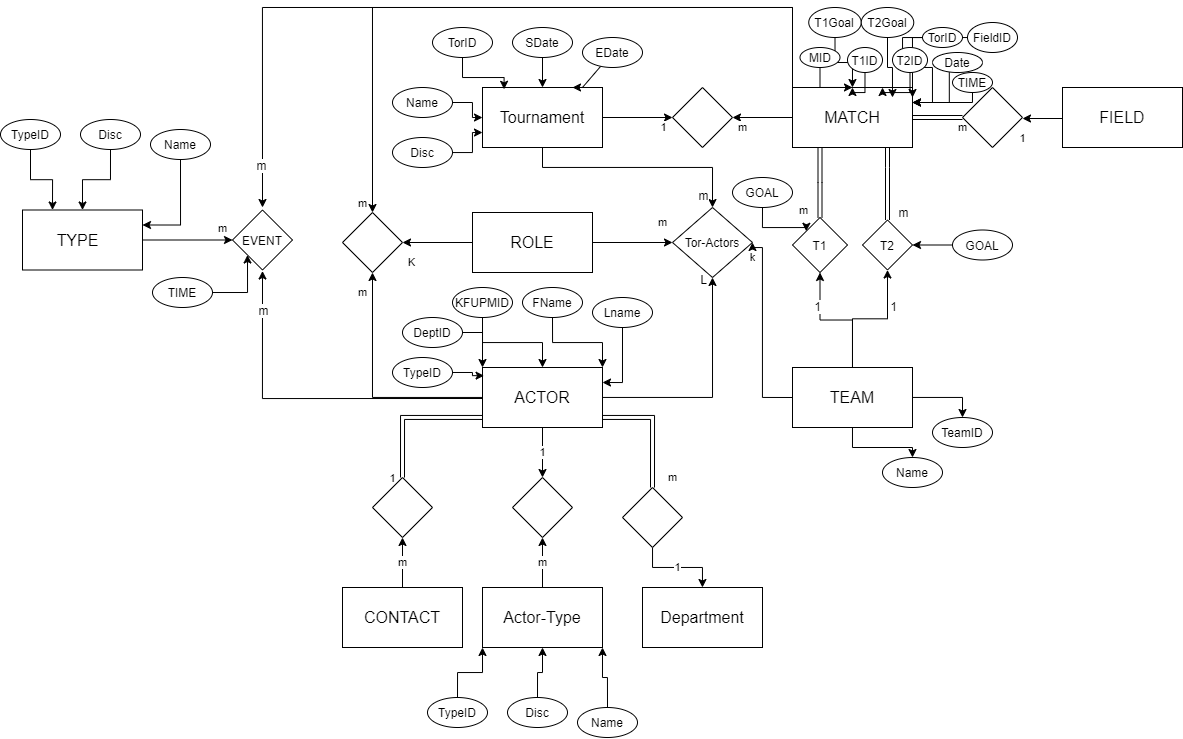 T1Goal
T2Goal
TorID
FieldID
TorID
SDate
EDate
MID
T1ID
T2ID
Date
TIME
Name
Tournament
1
m
MATCH
m
1
FIELD
Disc
TypeID
Disc
Name
m
m
m
GOAL
m
m
TYPE
m
EVENT
K
ROLE
m
Tor-Actors
k
L
T1
T2
GOAL
TIME
m
m
KFUPMID
FName
Lname
1
1
DeptID
TypeID
ACTOR
TEAM
TeamID
Name
1
1
m
m
m
1
CONTACT
Actor-Type
Department
TypeID
Disc
Name